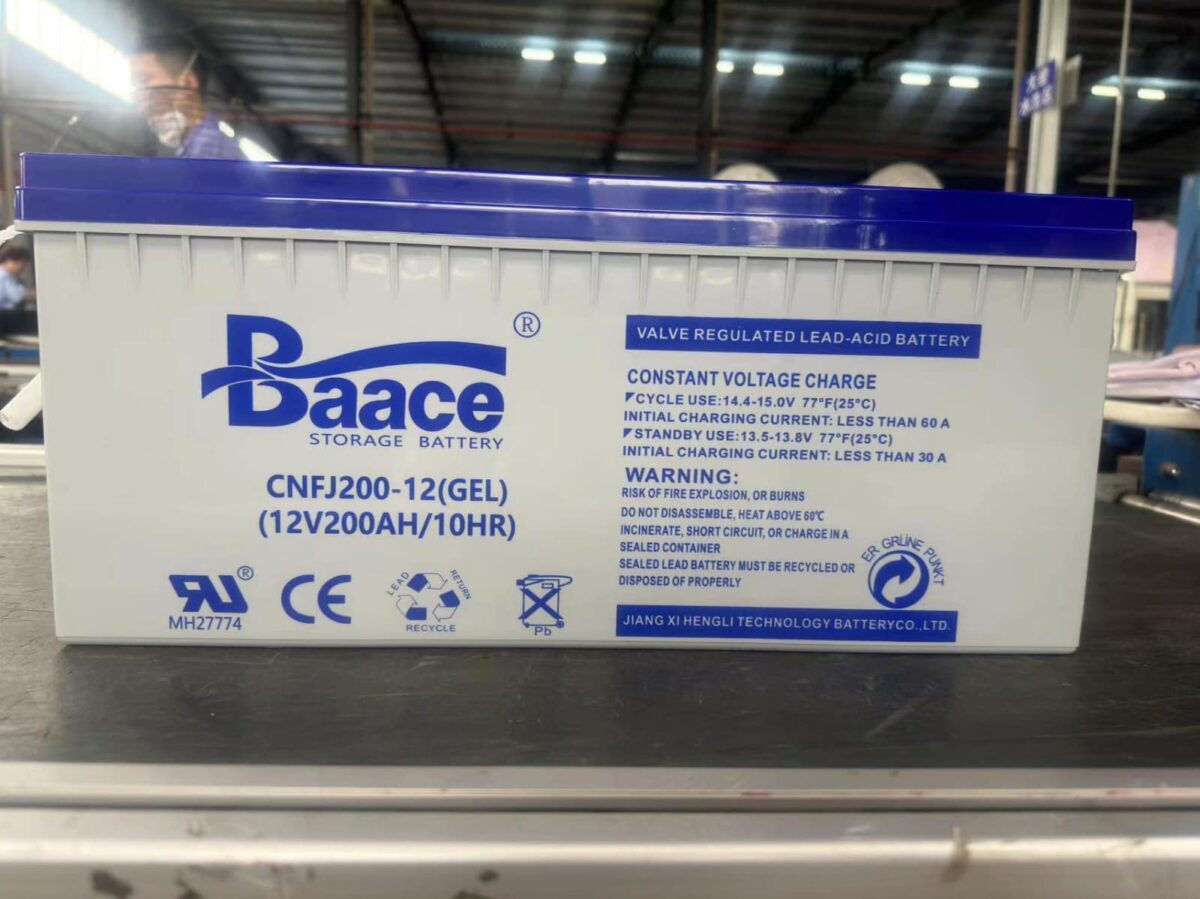 Baace ®
STORAGE BATTERY
CNFJ200-12(GEL)
(12V200AH/10HR)
RU ®
MH27774
CE
LEAD RETURN
RECYCLE
Pb
VALVE REGULATED LEAD-ACID BATTERY
CONSTANT VOLTAGE CHARGE
CYCLE USE:14.4-15.0V 77°F(25°C)
INITIAL CHARGING CURRENT: LESS THAN 60 A
STANDBY USE:13.5-13.8V 77°F(25°C)
INITIAL CHARGING CURRENT: LESS THAN 30 A
WARNING:
RISK OF FIRE EXPLOSION, OR BURNS
DO NOT DISASSEMBLE, HEAT ABOVE 60℃
INCINERATE, SHORT CIRCUIT, OR CHARGE IN A
SEALED CONTAINER
SEALED LEAD BATTERY MUST BE RECYCLED OR
DISPOSED OF PROPERLY
ER GRÜNE PUNKT
JIANG XI HENGLI TECHNOLOGY BATTERYCO.,LTD.